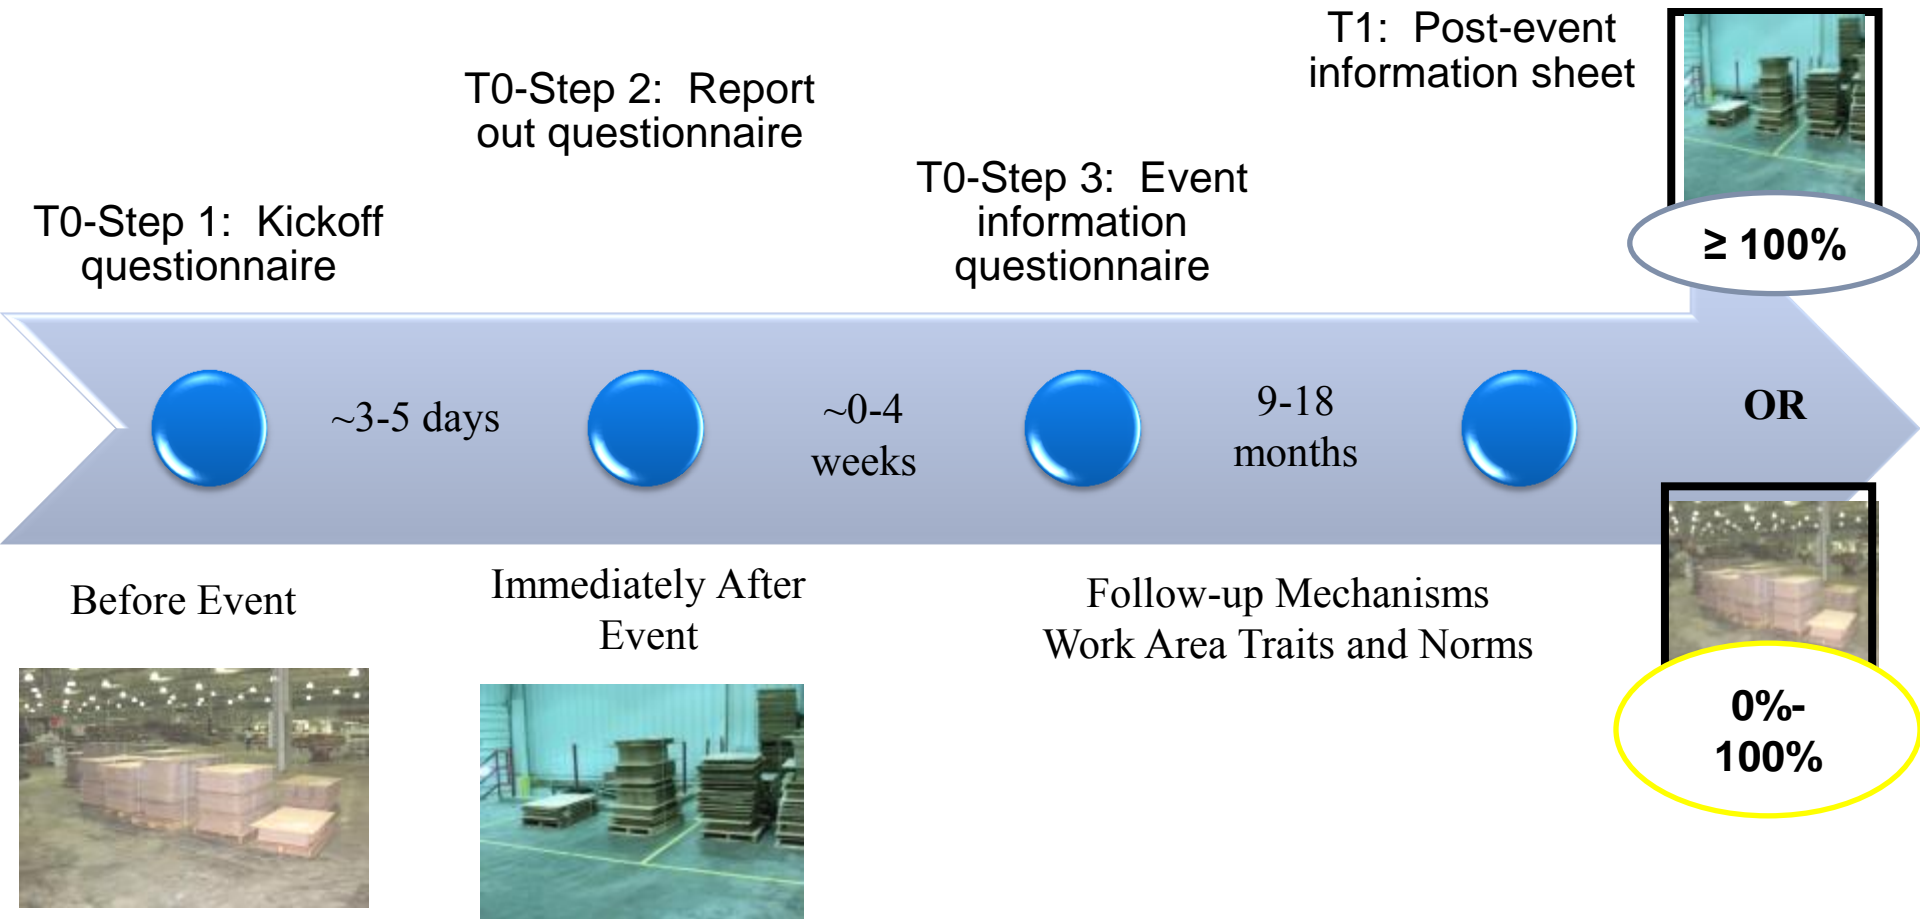 T1: Post-event
information sheet
T0-Step 2: Report
out questionnaire
T0-Step 3: Event
information
questionnaire
T0-Step 1: Kickoff
questionnaire
≥ 100%
~3-5 days
~0-4
weeks
9-18
months
OR
Before Event
Immediately After
Event
Follow-up Mechanisms
Work Area Traits and Norms
0%-
100%